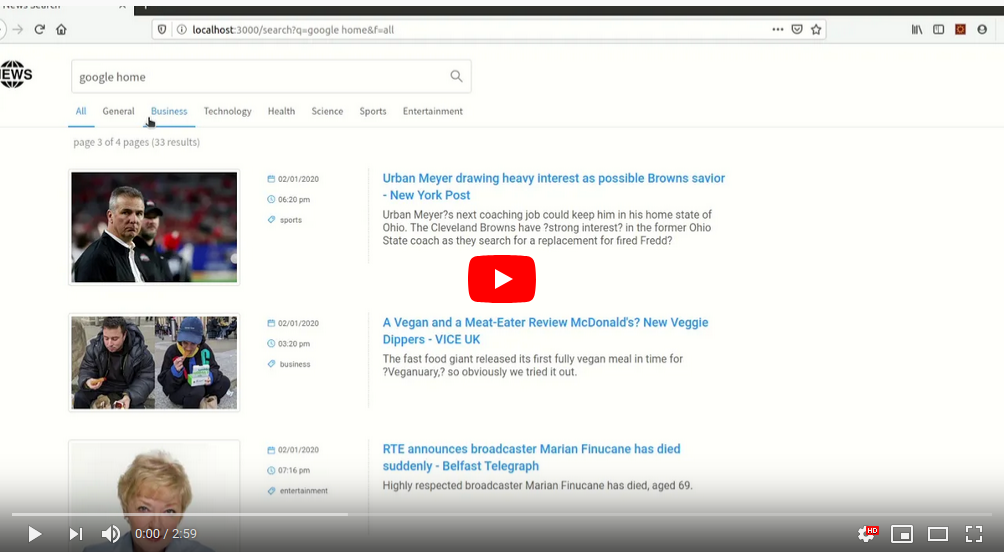 News Search
localhost:3000/search?q=google home&f=all
EWS
google home
All General Business Technology Health Science Sports Entertainment
page 3 of 4 pages (33 results)
02/01/2020
06:20 pm
sports
Urban Meyer drawing heavy interest as possible Browns savior
- New York Post
Urban Meyer?s next coaching job could keep him in his home state of
Ohio. The Cleveland Browns have ?strong interest? in the former Ohio
State coach as they search for a replacement for fired Fredd?
02/01/2020
03:20 pm
business
A Vegan and a Meat-Eater Review McDonald's? New Veggie
Dippers - VICE UK
The fast food giant released its first fully vegan meal in time for
?Veganuary,? so obviously we tried it out.
02/01/2020
07:16 pm
entertainment
RTE announces broadcaster Marian Finucane has died
suddenly - Belfast Telegraph
Highly respected broadcaster Marian Finucane has died, aged 69.
0:00 / 2:59
HD